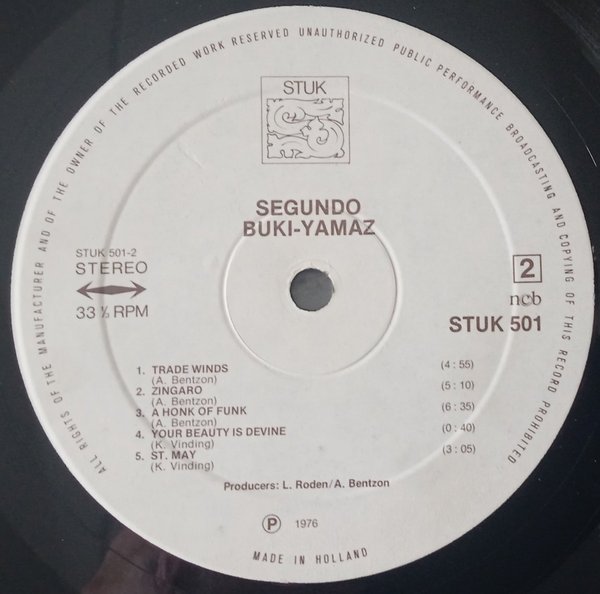 ALL RIGHTS OF THE MANUFACTURER AND OF THE OWNER OF THE RECORDED WORK RESERVED UNAUTHORIZED PUBLIC PERFORMANCE BROADCASTING AND COPYING OF THIS RECORD PROHIBITED
STUK
SEGUNDO
BUKI-YAMAZ
STUK 501-2
STEREO
33 ⅓ RPM
2
ncb
STUK 501
1. TRADE WINDS (4 : 55)
(A. Bentzon)
2. ZINGARO (5 : 10)
(A. Bentzon)
3. A HONK OF FUNK (6 : 35)
(A. Bentzon)
4. YOUR BEAUTY IS DEVINE (0 : 40)
(K. Vinding)
5. ST. MAY (3 : 05)
(K. Vinding)
Producers: L. Roden/A. Bentzon
Ⓟ 1976
MADE IN HOLLAND